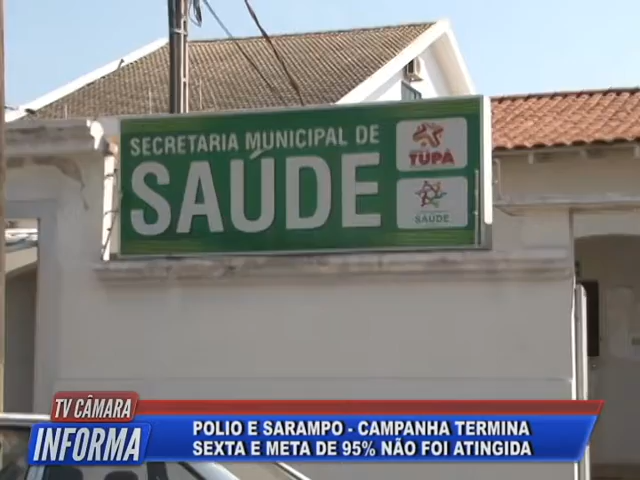 SECRETARIA MUNICIPAL DE
SAÚDE
TUPÃ
SAÚDE
TV CÂMARA
INFORMA
POLIO E SARAMPO - CAMPANHA TERMINA
SEXTA E META DE 95% NÃO FOI ATINGIDA